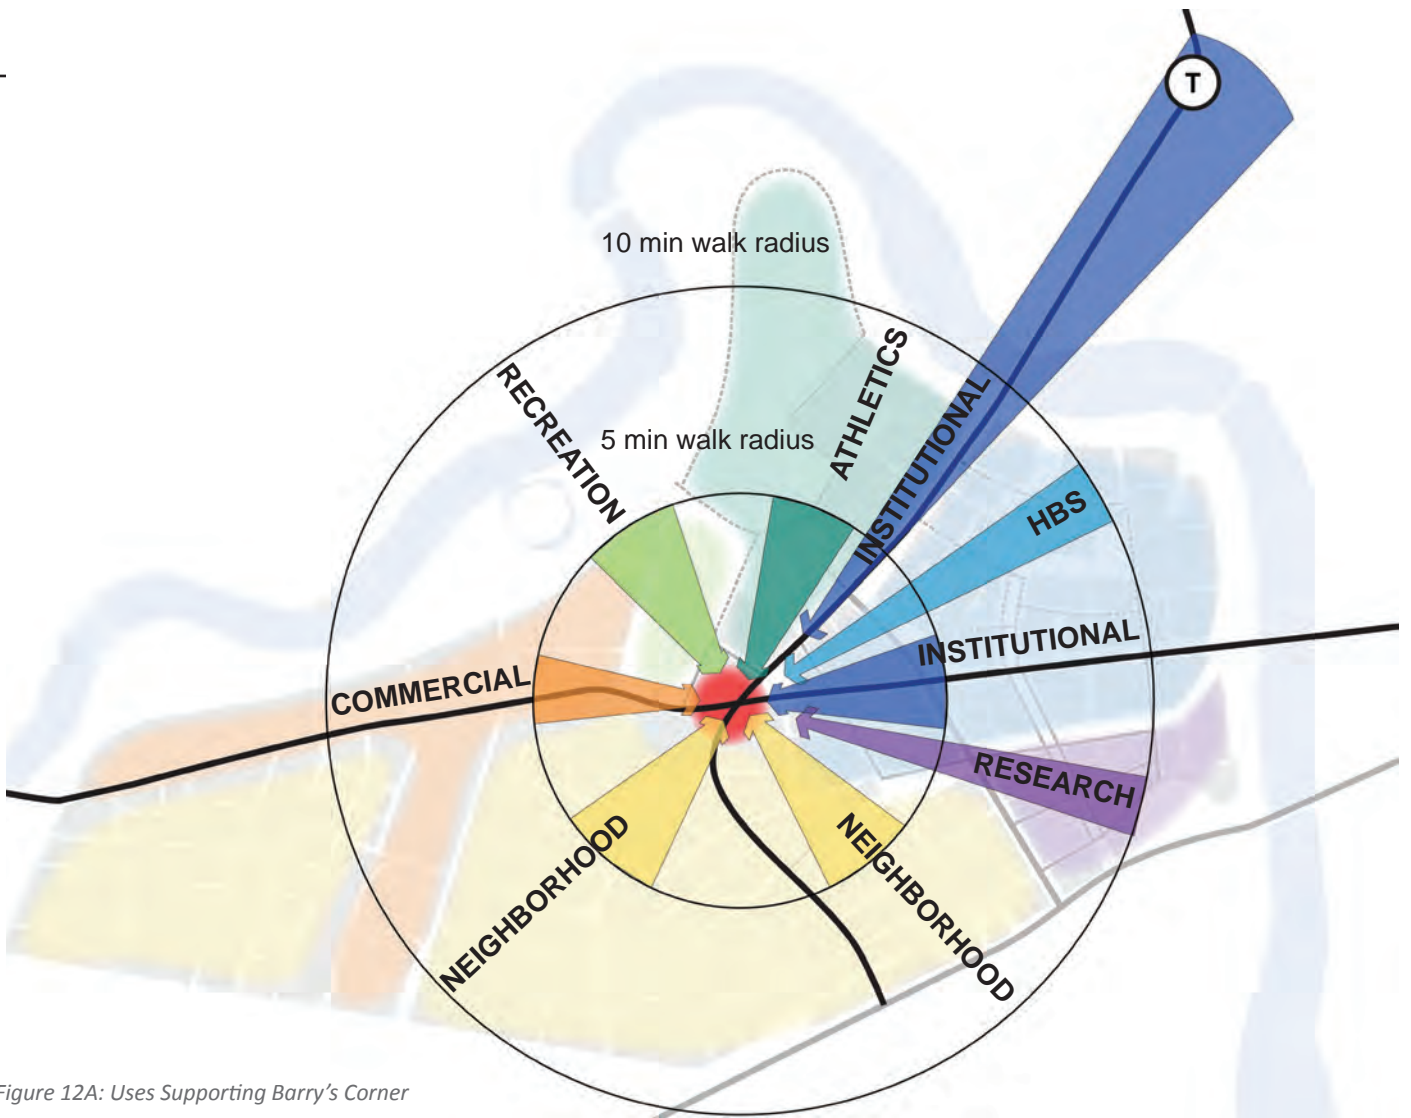 T
10 min walk radius
RECREATION
ATHLETICS
INSTITUTIONAL
5 min walk radius
HBS
INSTITUTIONAL
COMMERCIAL
RESEARCH
NEIGHBORHOOD
NEIGHBORHOOD
Figure 12A: Uses Supporting Barry's Corner